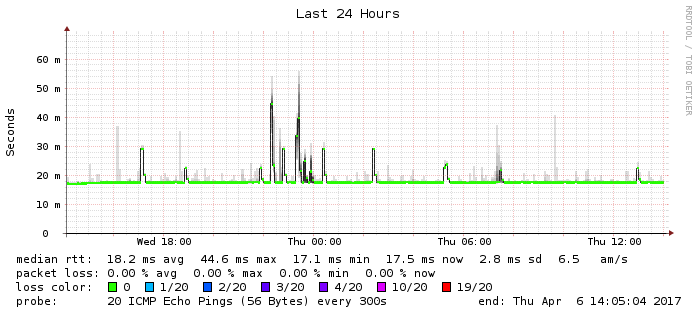 Last 24 Hours
RRDTOOL / TOBI OETIKER
Seconds
60 m
50 m
40 m
30 m
20 m
10 m
0
Wed 18:00 Thu 00:00 Thu 06:00 Thu 12:00
median rtt: 18.2 ms avg 44.6 ms max 17.1 ms min 17.5 ms now 2.8 ms sd 6.5 am/s
packet loss: 0.00 % avg 0.00 % max 0.00 % min 0.00 % now
loss color: 0 1/20 2/20 3/20 4/20 10/20 19/20
probe: 20 ICMP Echo Pings (56 Bytes) every 300s end: Thu Apr 6 14:05:04 2017